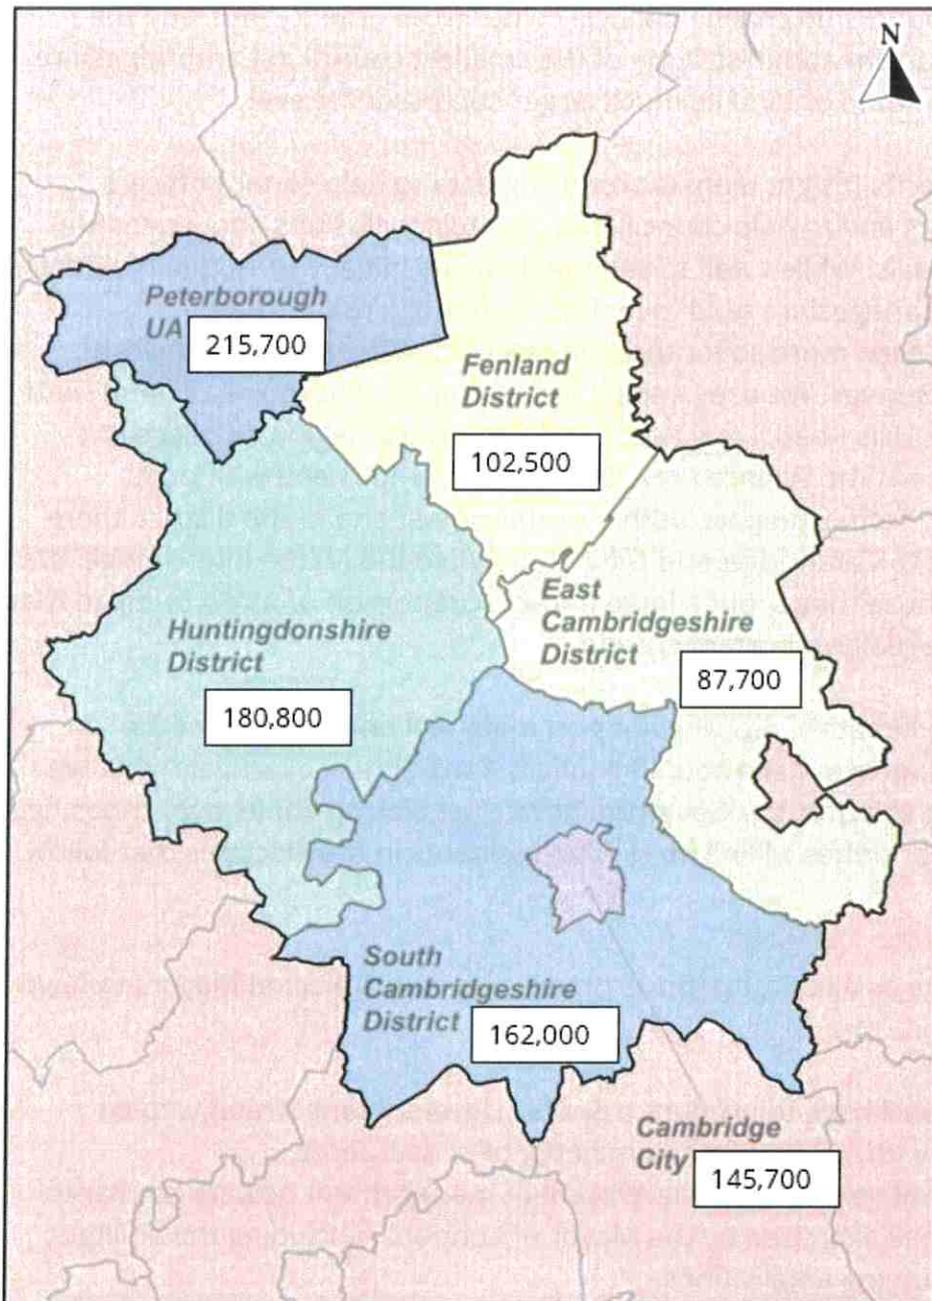 N
Peterborough
UA
215,700
Fenland
District
102,500
East
Cambridgeshire
District
87,700
Huntingdonshire
District
180,800
South
Cambridgeshire
District
162,000
Cambridge
City
145,700